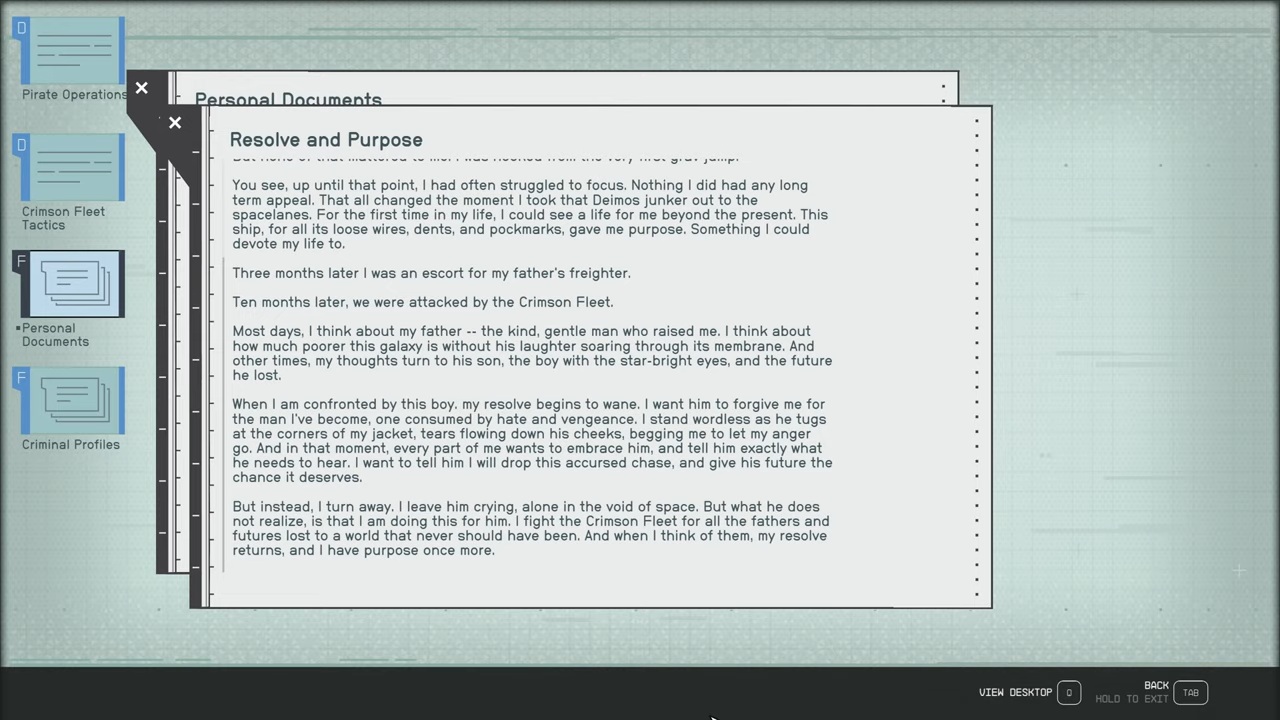 D
Pirate Operations
D
Crimson Fleet
Tactics
F
Personal
Documents
F
Criminal Profiles
Personal Documents
Resolve and Purpose
But none of that mattered to me. I was hooked from the very first grav jump.
You see, up until that point, I had often struggled to focus. Nothing I did had any long
term appeal. That all changed the moment I took that Deimos junker out to the
spacelanes. For the first time in my life, I could see a life for me beyond the present. This
ship, for all its loose wires, dents, and pockmarks, gave me purpose. Something I could
devote my life to.
Three months later I was an escort for my father's freighter.
Ten months later, we were attacked by the Crimson Fleet.
Most days, I think about my father -- the kind, gentle man who raised me. I think about
how much poorer this galaxy is without his laughter soaring through its membrane. And
other times, my thoughts turn to his son, the boy with the star-bright eyes, and the future
he lost.
When I am confronted by this boy. my resolve begins to wane. I want him to forgive me for
the man I've become, one consumed by hate and vengeance. I stand wordless as he tugs
at the corners of my jacket, tears flowing down his cheeks, begging me to let my anger
go. And in that moment, every part of me wants to embrace him, and tell him exactly what
he needs to hear. I want to tell him I will drop this accursed chase, and give his future the
chance it deserves.
But instead, I turn away. I leave him crying, alone in the void of space. But what he does
not realize, is that I am doing this for him. I fight the Crimson Fleet for all the fathers and
futures lost to a world that never should have been. And when I think of them, my resolve
returns, and I have purpose once more.
VIEW DESKTOP Q
BACK
HOLD TO EXIT TAB